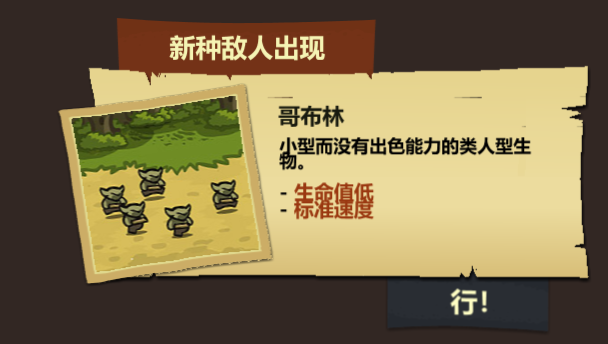 新种敌人出现
哥布林
小型而没有出色能力的类人型生
物。
- 生命值低
- 标准速度
行!